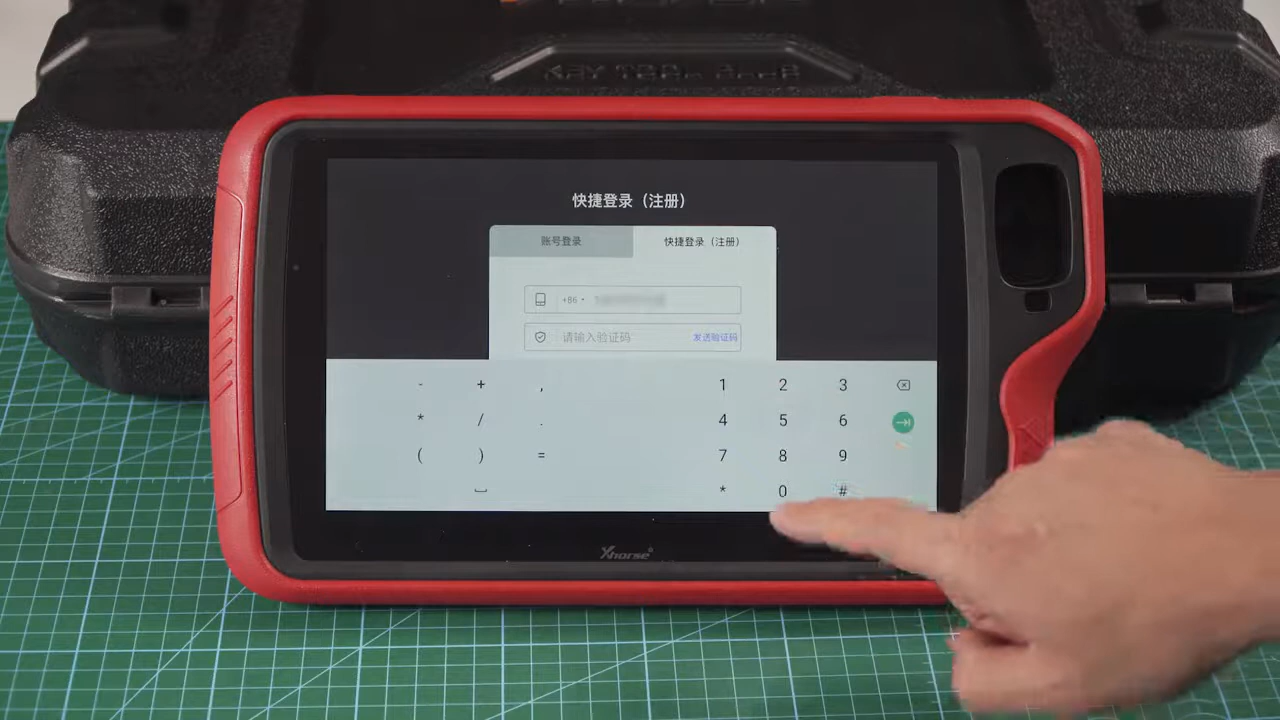 KEY TOOL
快捷登录（注册）
账号登录
快捷登录（注册）
+86
请输入验证码
发送验证码
- + , 1 2 3
* / . 4 5 6
( ) = 7 8 9
* 0 #
Xhorse